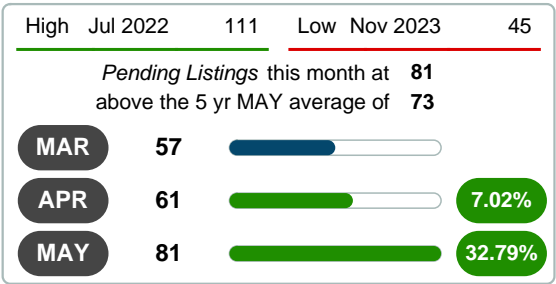 High Jul 2022 111 Low Nov 2023 45
Pending Listings this month at 81
above the 5 yr MAY average of 73
MAR 57
APR 61 7.02%
MAY 81 32.79%